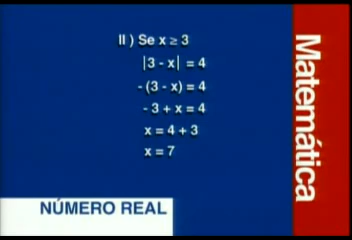 II ) Se x ≥ 3
|3 - x| = 4
- (3 - x) = 4
- 3 + x = 4
x = 4 + 3
x = 7
Matemática
NÚMERO REAL